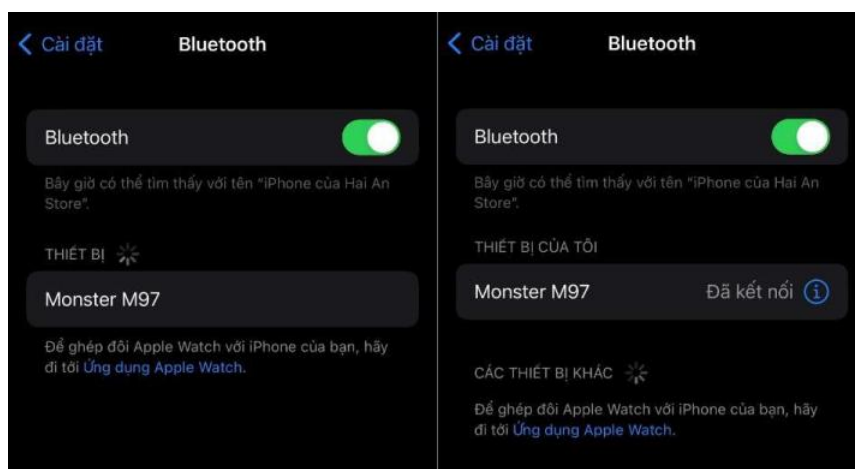 Cài đặt
Bluetooth
Bluetooth
Bây giờ có thể tìm thấy với tên "iPhone của Hai An
Store".
THIẾT BỊ
Monster M97
Để ghép đôi Apple Watch với iPhone của bạn, hãy
đi tới Ứng dụng Apple Watch.
Cài đặt
Bluetooth
Bluetooth
Bây giờ có thể tìm thấy với tên "iPhone của Hai An
Store".
THIẾT BỊ CỦA TÔI
Monster M97 Đã kết nối
CÁC THIẾT BỊ KHÁC
Để ghép đôi Apple Watch với iPhone của bạn, hãy
đi tới Ứng dụng Apple Watch.